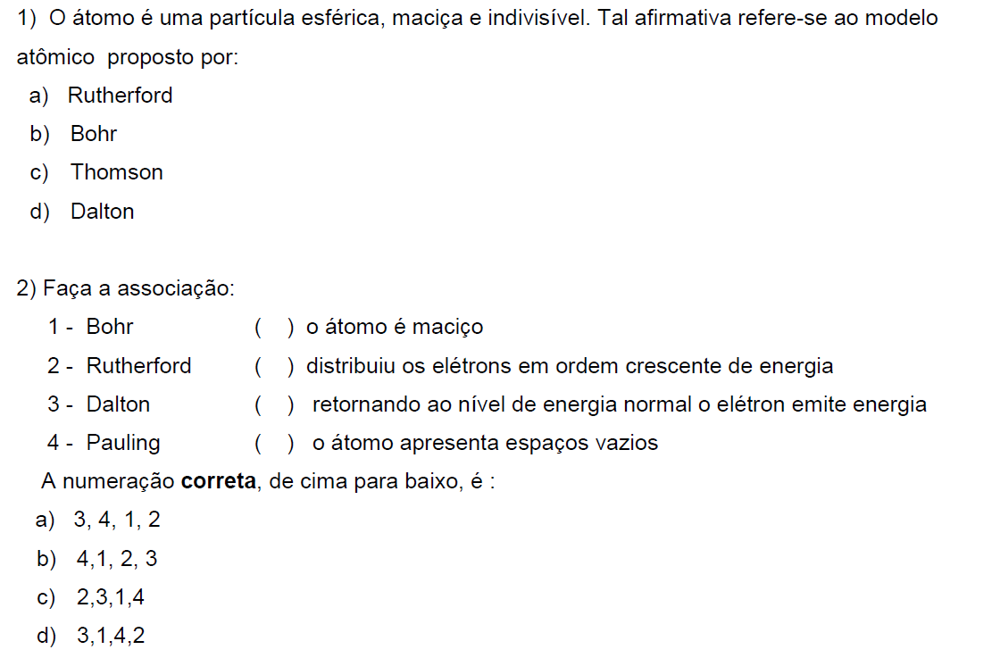 1) O átomo é uma partícula esférica, maciça e indivisível. Tal afirmativa refere-se ao modelo
atômico proposto por:
a) Rutherford
b) Bohr
c) Thomson
d) Dalton
2) Faça a associação:
1 - Bohr ( ) o átomo é maciço
2 - Rutherford ( ) distribuiu os elétrons em ordem crescente de energia
3 - Dalton ( ) retornando ao nível de energia normal o elétron emite energia
4 - Pauling ( ) o átomo apresenta espaços vazios
A numeração correta, de cima para baixo, é :
a) 3, 4, 1, 2
b) 4,1, 2, 3
c) 2,3,1,4
d) 3,1,4,2